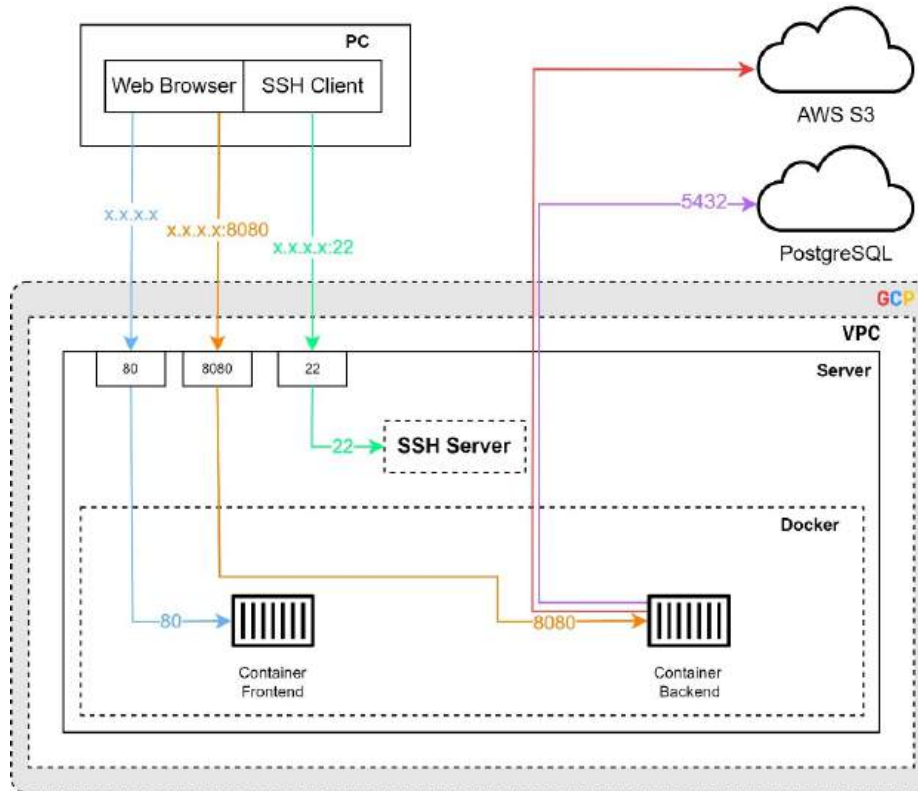 PC
Web Browser
SSH Client
AWS S3
x.x.x.x
x.x.x.x:8080
x.x.x.x:22
5432
PostgreSQL
GCP
VPC
80
8080
22
Server
22
SSH Server
Docker
80
8080
Container
Frontend
Container
Backend